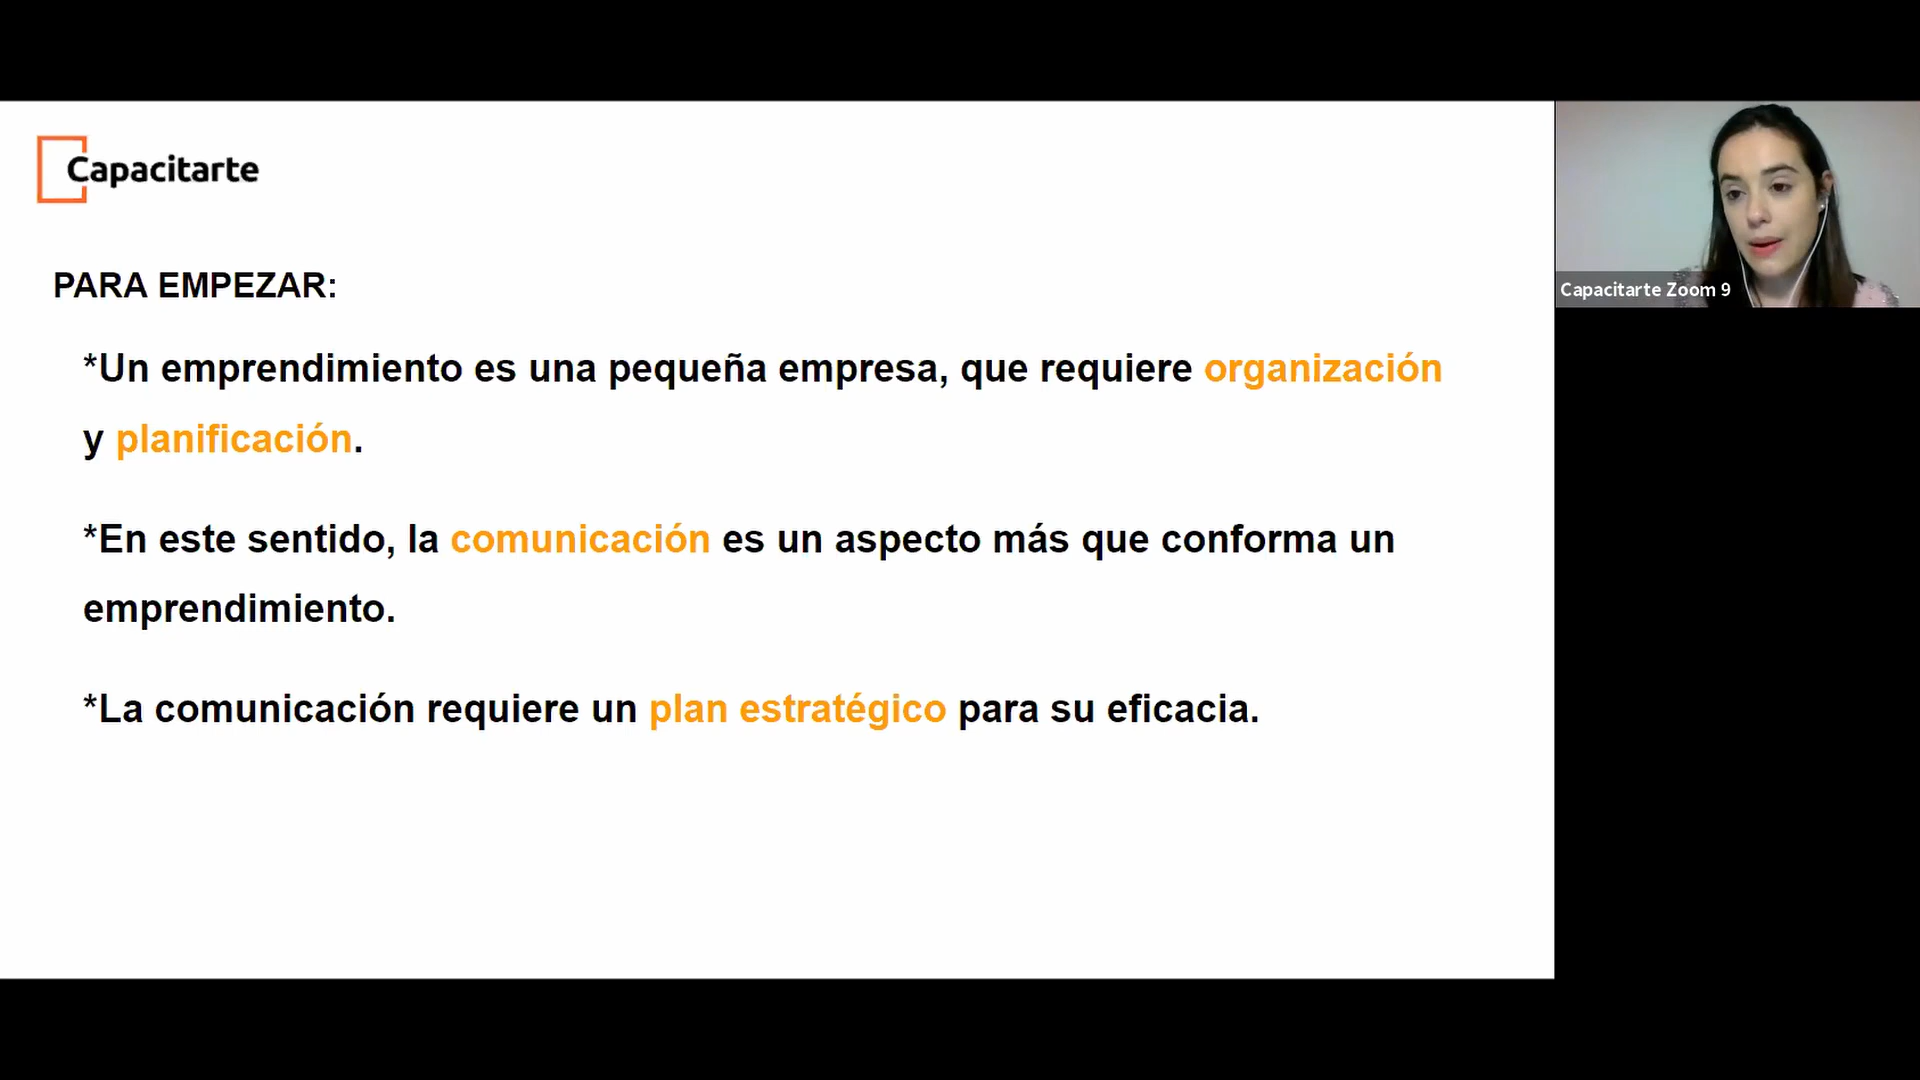 Capacitarte
PARA EMPEZAR:
*Un emprendimiento es una pequeña empresa, que requiere organización
y planificación.
*En este sentido, la comunicación es un aspecto más que conforma un
emprendimiento.
*La comunicación requiere un plan estratégico para su eficacia.
Capacitarte Zoom 9